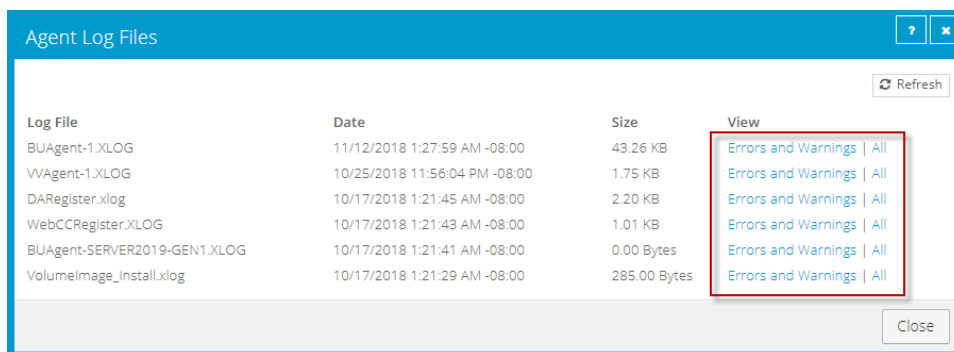 Agent Log Files ? ×
Refresh
Log File Date Size View
BUAgent-1.XLOG 11/12/2018 1:27:59 AM -08:00 43.26 KB Errors and Warnings | All
VVAgent-1.XLOG 10/25/2018 11:56:04 PM -08:00 1.75 KB Errors and Warnings | All
DARegister.xlog 10/17/2018 1:21:45 AM -08:00 2.20 KB Errors and Warnings | All
WebCCRegister.XLOG 10/17/2018 1:21:43 AM -08:00 1.01 KB Errors and Warnings | All
BUAgent-SERVER2019-GEN1.XLOG 10/17/2018 1:21:41 AM -08:00 0.00 Bytes Errors and Warnings | All
VolumeImage_Install.xlog 10/17/2018 1:21:29 AM -08:00 285.00 Bytes Errors and Warnings | All
Close